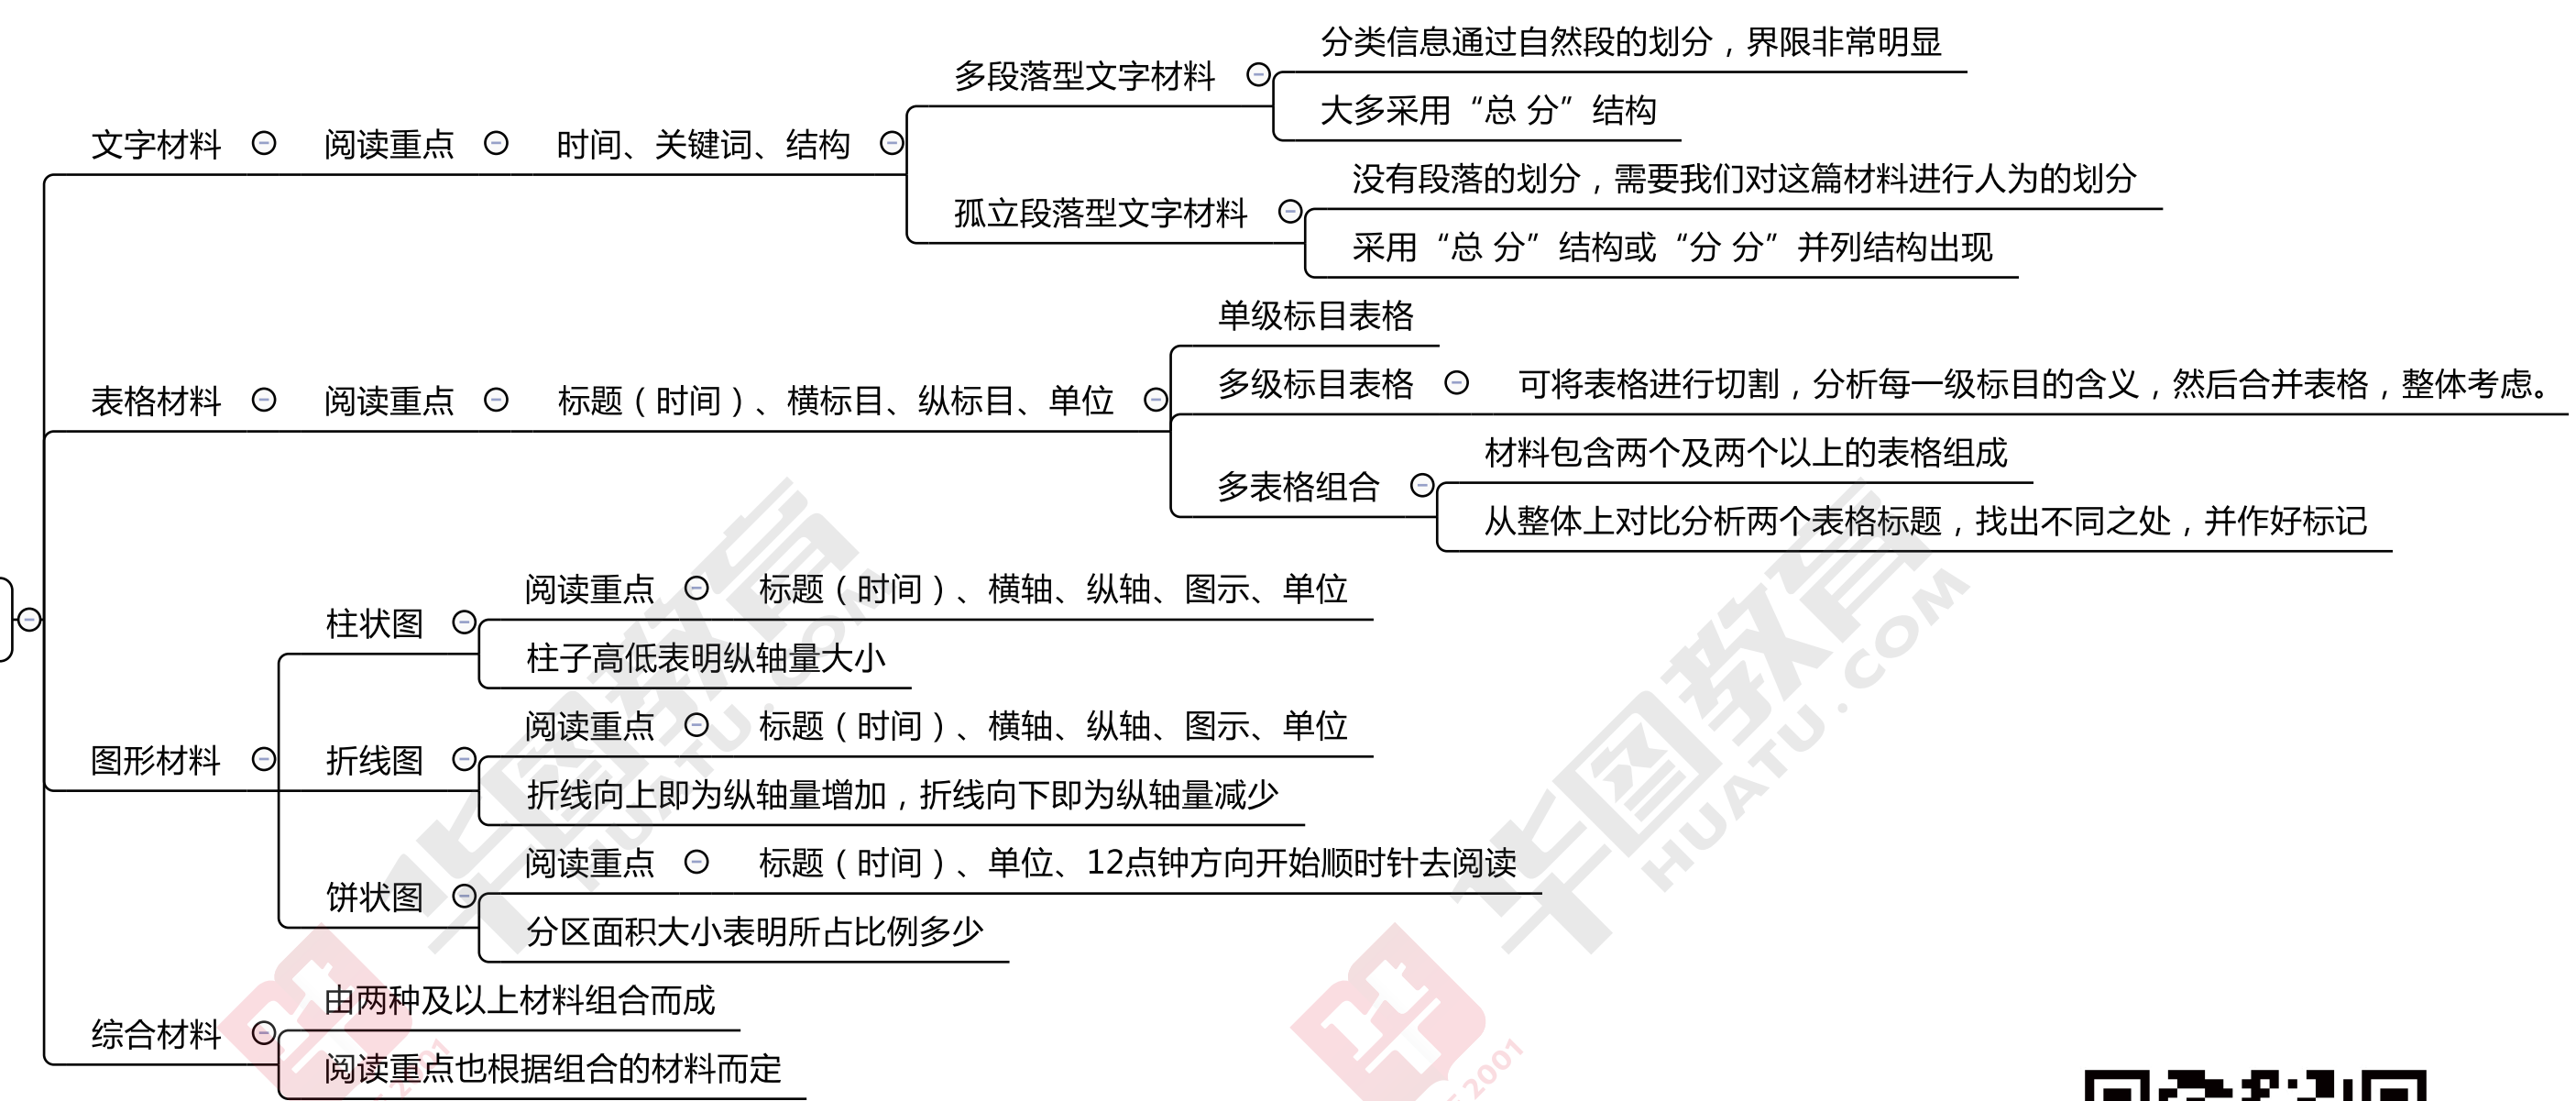 文字材料
阅读重点
时间、关键词、结构
多段落型文字材料
分类信息通过自然段的划分，界限非常明显
大多采用“总 分”结构
孤立段落型文字材料
没有段落的划分，需要我们对这篇材料进行人为的划分
采用“总 分”结构或“分 分”并列结构出现
表格材料
阅读重点
标题（时间）、横标目、纵标目、单位
单级标目表格
多级标目表格
可将表格进行切割，分析每一级标目的含义，然后合并表格，整体考虑。
多表格组合
材料包含两个及两个以上的表格组成
从整体上对比分析两个表格标题，找出不同之处，并作好标记
图形材料
柱状图
阅读重点
标题（时间）、横轴、纵轴、图示、单位
柱子高低表明纵轴量大小
折线图
阅读重点
标题（时间）、横轴、纵轴、图示、单位
折线向上即为纵轴量增加，折线向下即为纵轴量减少
饼状图
阅读重点
标题（时间）、单位、12点钟方向开始顺时针去阅读
分区面积大小表明所占比例多少
综合材料
由两种及以上材料组合而成
阅读重点也根据组合的材料而定
华图教育
HUATU.COM
2001
华图教育
HUATU.COM
2001